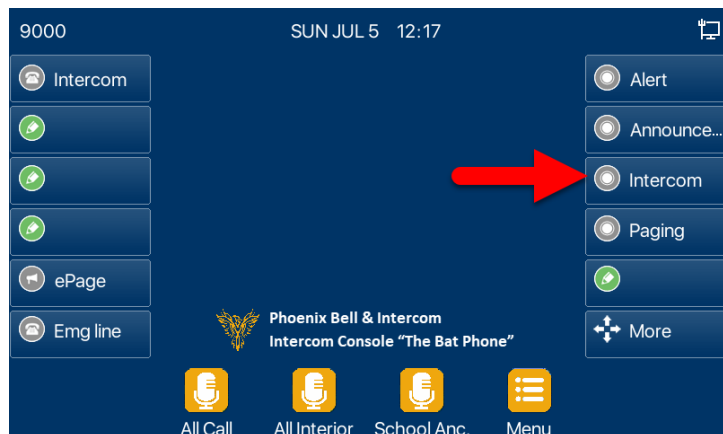 9000 SUN JUL 5 12:17
Intercom
ePage
Emg line
Alert
Announce...
Intercom
Paging
More
Phoenix Bell & Intercom
Intercom Console “The Bat Phone”
All Call All Interior School Anc. Menu